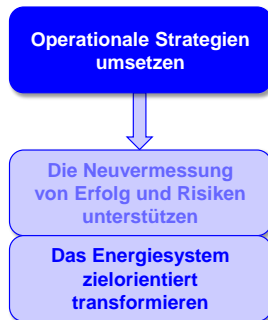 Operationale Strategien
umsetzen
Die Neuvermessung
von Erfolg und Risiken
unterstützen
Das Energiesystem
zielorientiert
transformieren